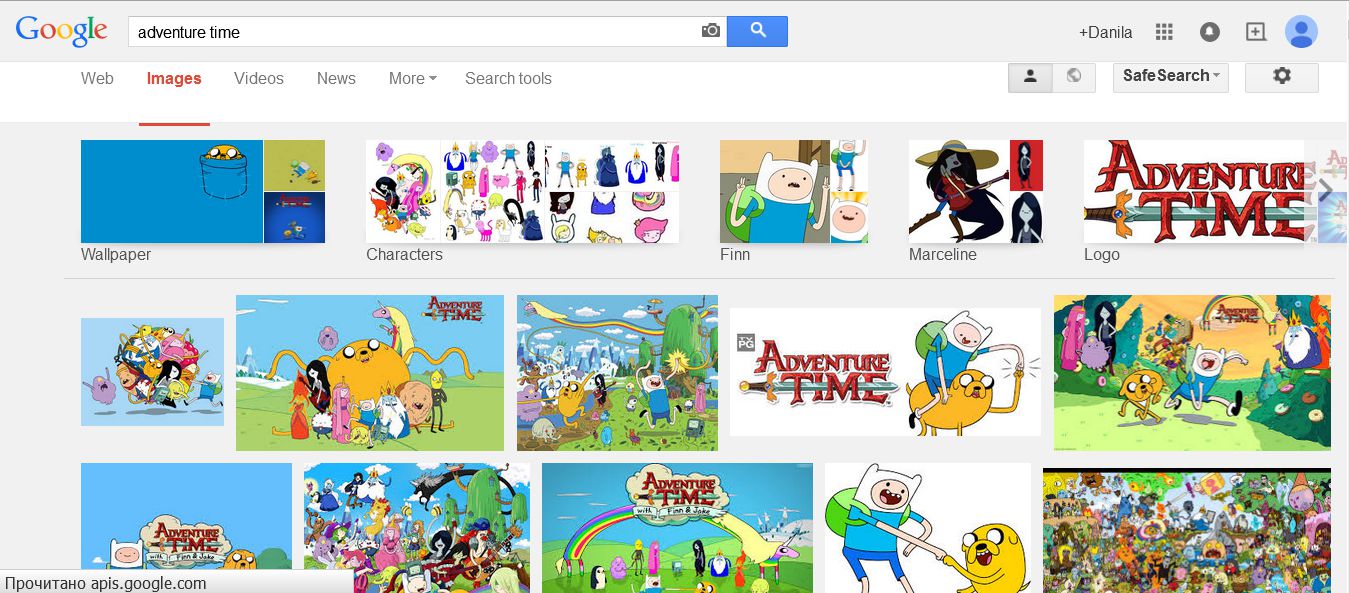 Google
adventure time
+Danila
Web Images Videos News More Search tools
SafeSearch
ADVENTURE
TIME
Wallpaper Characters Finn Marceline Logo
ADVENTURE
TIME
TV
PG
ADVENTURE
TIME
ADVENTURE
TIME
ADVENTURE
TIME
with Finn & Jake
ADVENTURE
TIME
with Finn & Jake
Прочитано apis.google.com